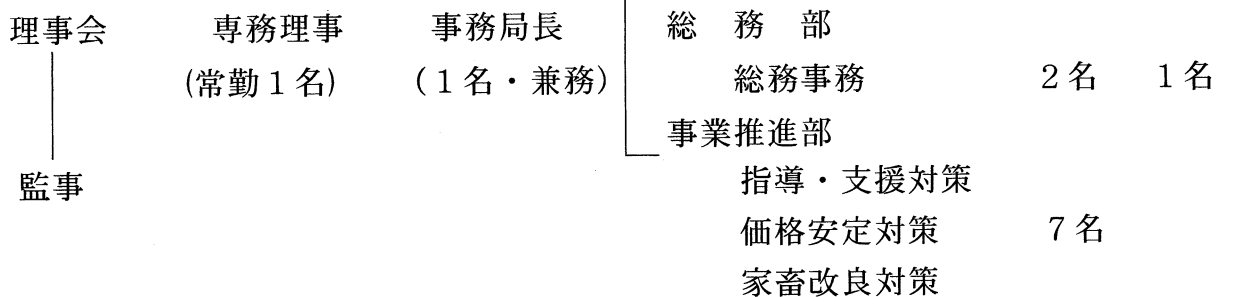 理事会 専務理事 事務局長 総 務 部
(常勤1名) (1名・兼務) 総務事務 2名 1名
事業推進部
監事 指導・支援対策
価格安定対策 7名
家畜改良対策